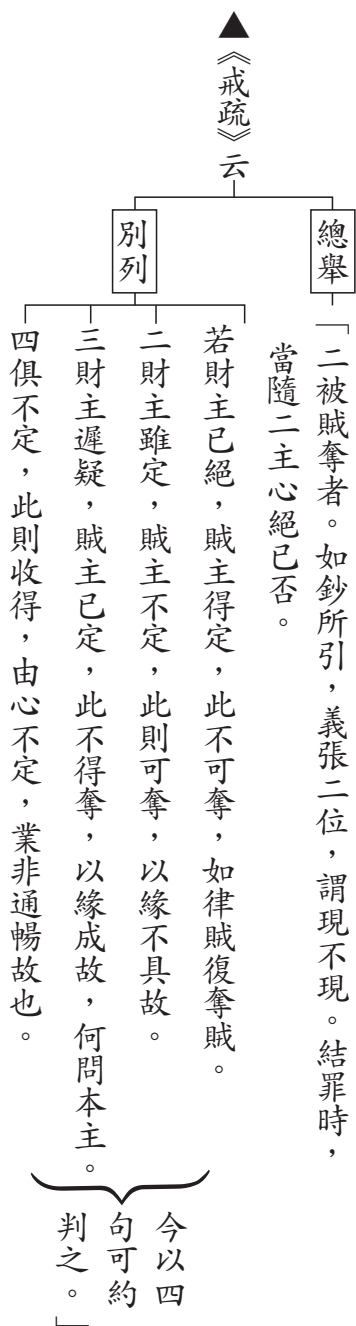 ▲《戒疏》云
總舉
「二被賊奪者。如鈔所引，義張二位，謂現不現。結罪時，
當隨二主心絕已否。
別列
若財主已絕，賊主得定，此不可奪，如律賊復奪賊。
二財主雖定，賊主不定，此則可奪，以緣不具故。
三財主遲疑，賊主已定，此不得奪，以緣成故，何問本主。
四俱不定，此則收得，由心不定，業非通暢故也。
今以四
句可約
判之。」